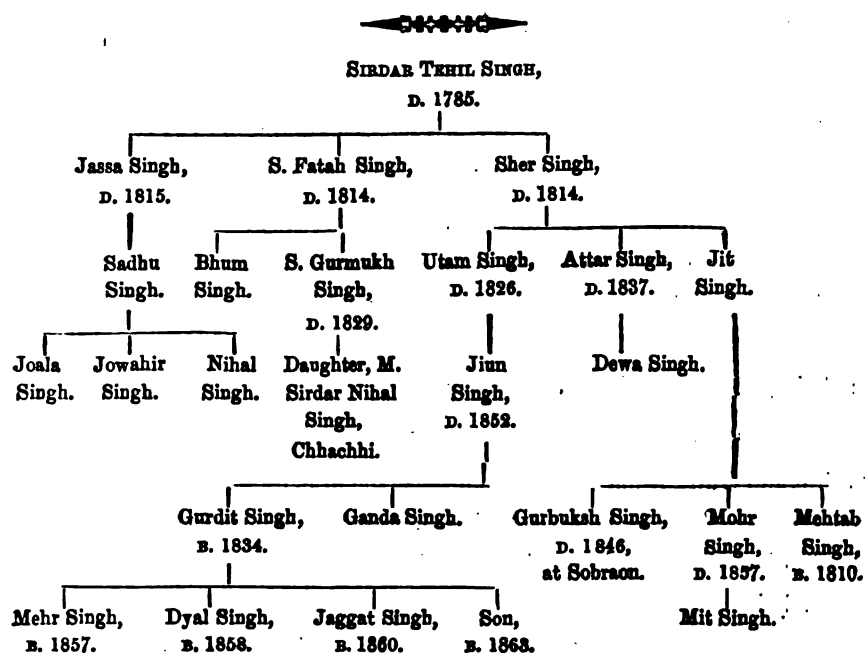 SIRDAR TEHIL SINGH,
D. 1785.
Jassa Singh, S. Fatah Singh, Sher Singh,
D. 1815. D. 1814. D. 1814.
Sadhu Bhum S. Gurmukh Utam Singh, Attar Singh, Jit
Singh. Singh. Singh, D. 1826. D. 1837. Singh.
D. 1829.
Joala Jowahir Nihal Daughter, M. Jiun Dewa Singh.
Singh. Singh. Singh. Sirdar Nihal Singh,
Singh, D. 1852.
Chhachhi.
Gurdit Singh, Ganda Singh. Gurbuksh Singh, Mohr Mehtab
B. 1834. D. 1846, Singh, Singh,
at Sobraon. D. 1857. B. 1810.
Mehr Singh, Dyal Singh, Jaggat Singh, Son, Mit Singh.
B. 1857. B. 1858. B. 1860. B. 1863.